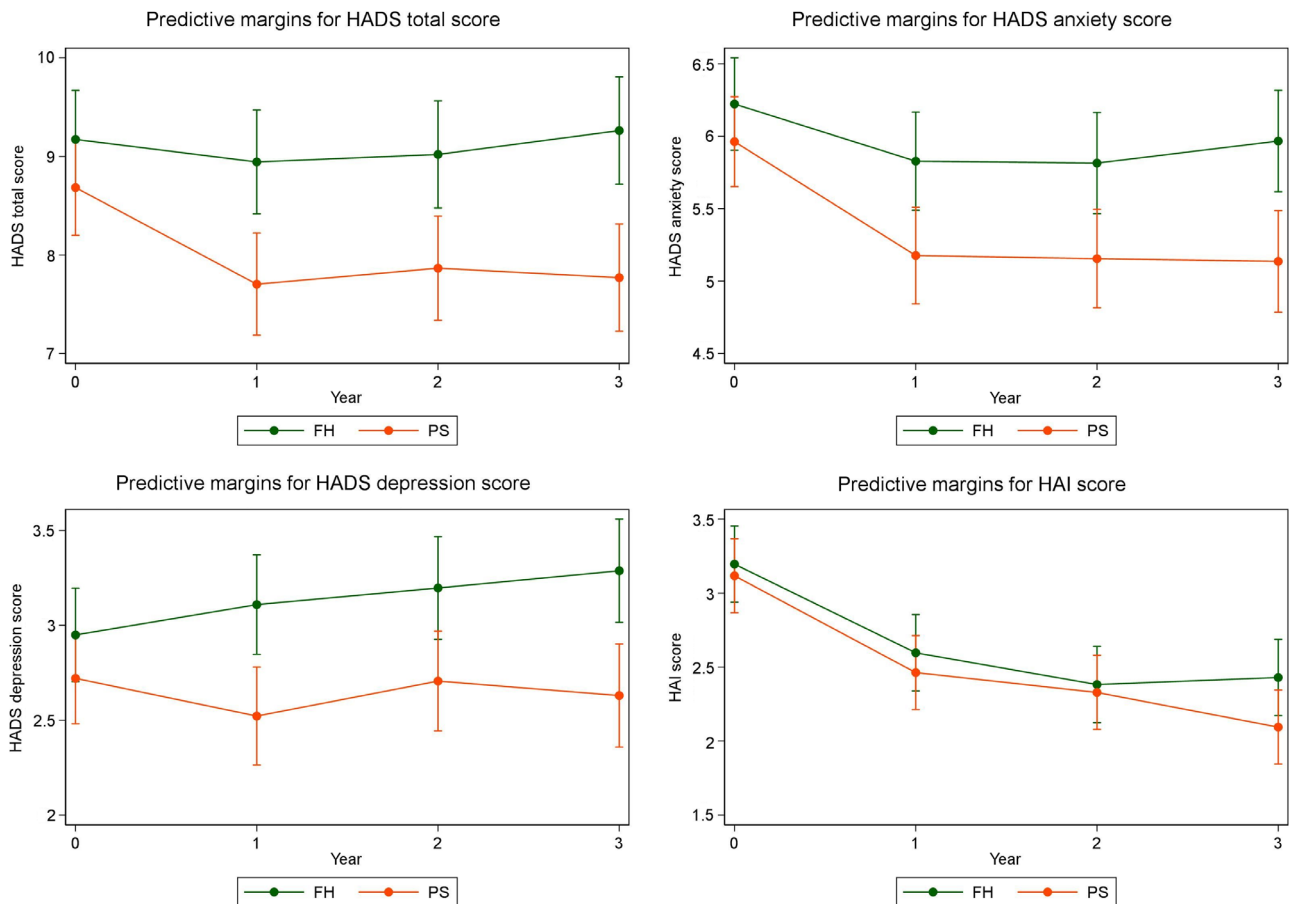 Predictive margins for HADS total score
HADS total score
10
9
8
7
0 1 2 3
Year
FH PS
Predictive margins for HADS anxiety score
HADS anxiety score
6.5
6
5.5
5
4.5
0 1 2 3
Year
FH PS
Predictive margins for HADS depression score
HADS depression score
3.5
3
2.5
2
0 1 2 3
Year
FH PS
Predictive margins for HAI score
HAI score
3.5
3
2.5
2
1.5
0 1 2 3
Year
FH PS